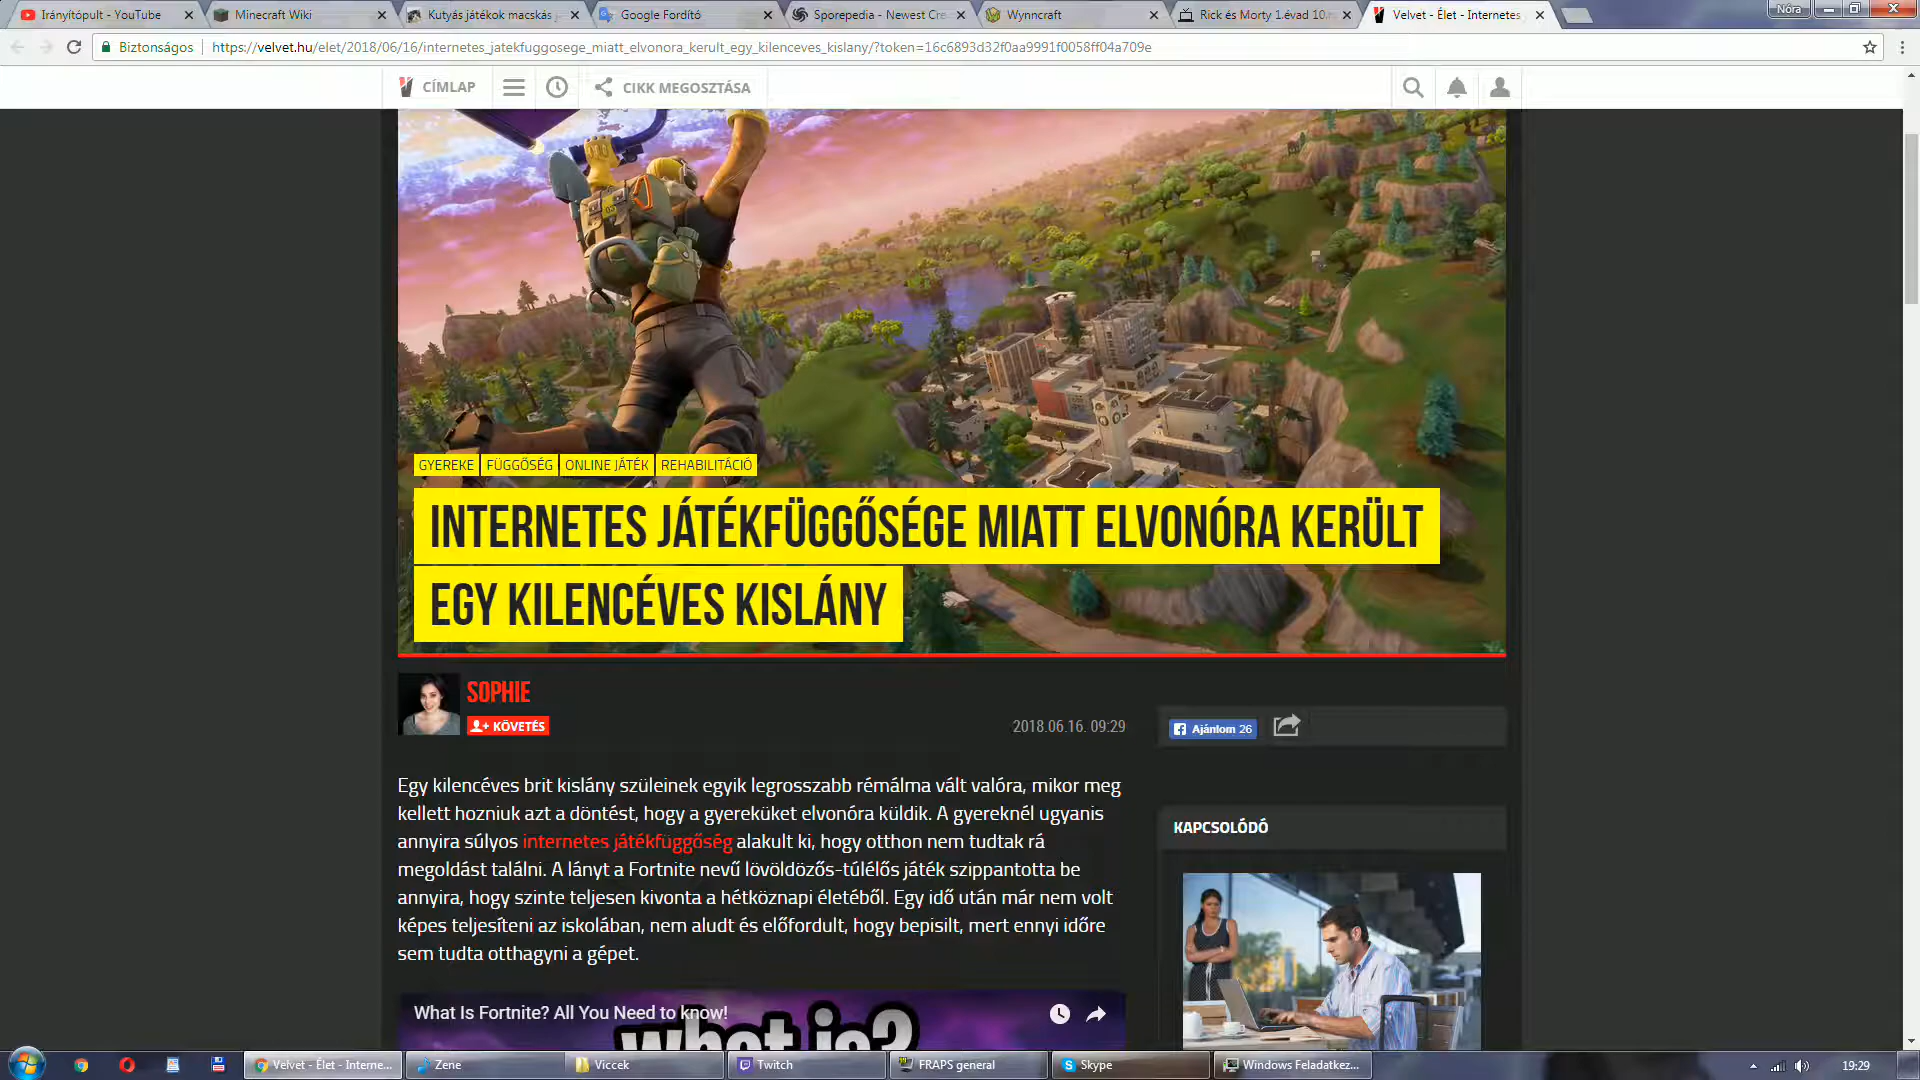 Irányítópult - YouTube
Minecraft Wiki
Kutyás játékok macskás
Google Fordító
Sporepedia - Newest Cre
Wynncraft
Rick és Morty 1.évad 10.r
Velvet - Élet - Internetes
Nóra
Biztonságos
https://velvet.hu/elet/2018/06/16/internetes_jatekfuggosege_miatt_elvonora_kerult_egy_kilenceves_kislany/?token=16c6893d32f0aa9991f0058ff04a709e
CÍMLAP
CIKK MEGOSZTÁSA
GYEREKE FÜGGŐSÉG ONLINE JÁTÉK REHABILITÁCIÓ
INTERNETES JÁTÉKFÜGGŐSÉGE MIATT ELVONÓRA KERÜLT
EGY KILENCÉVES KISLÁNY
SOPHIE
KÖVETÉS
2018.06.16. 09:29
Ajánlom 26
Egy kilencéves brit kislány szüleinek egyik legrosszabb rémálma vált valóra, mikor meg
kellett hozniuk azt a döntést, hogy a gyereküket elvonóra küldik. A gyereknél ugyanis
annyira súlyos internetes játékfüggőség alakult ki, hogy otthon nem tudtak rá
megoldást találni. A lányt a Fortnite nevű lövöldözős-túlélős játék szippantotta be
annyira, hogy szinte teljesen kivonta a hétköznapi életéből. Egy idő után már nem volt
képes teljesíteni az iskolában, nem aludt és előfordult, hogy bepisilt, mert ennyi időre
sem tudta otthagyni a gépet.
KAPCSOLÓDÓ
What Is Fortnite? All You Need to know!
what is?
Velvet - Élet - Interne...
Zene
Viccek
Twitch
FRAPS general
Skype
Windows Feladatkez...
19:29